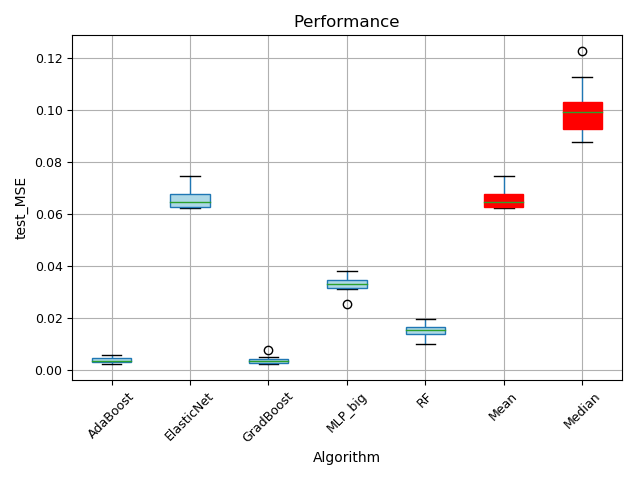 Performance
test_MSE
0.12
0.10
0.08
0.06
0.04
0.02
0.00
AdaBoost
ElasticNet
GradBoost
MLP_big
RF
Mean
Median
Algorithm